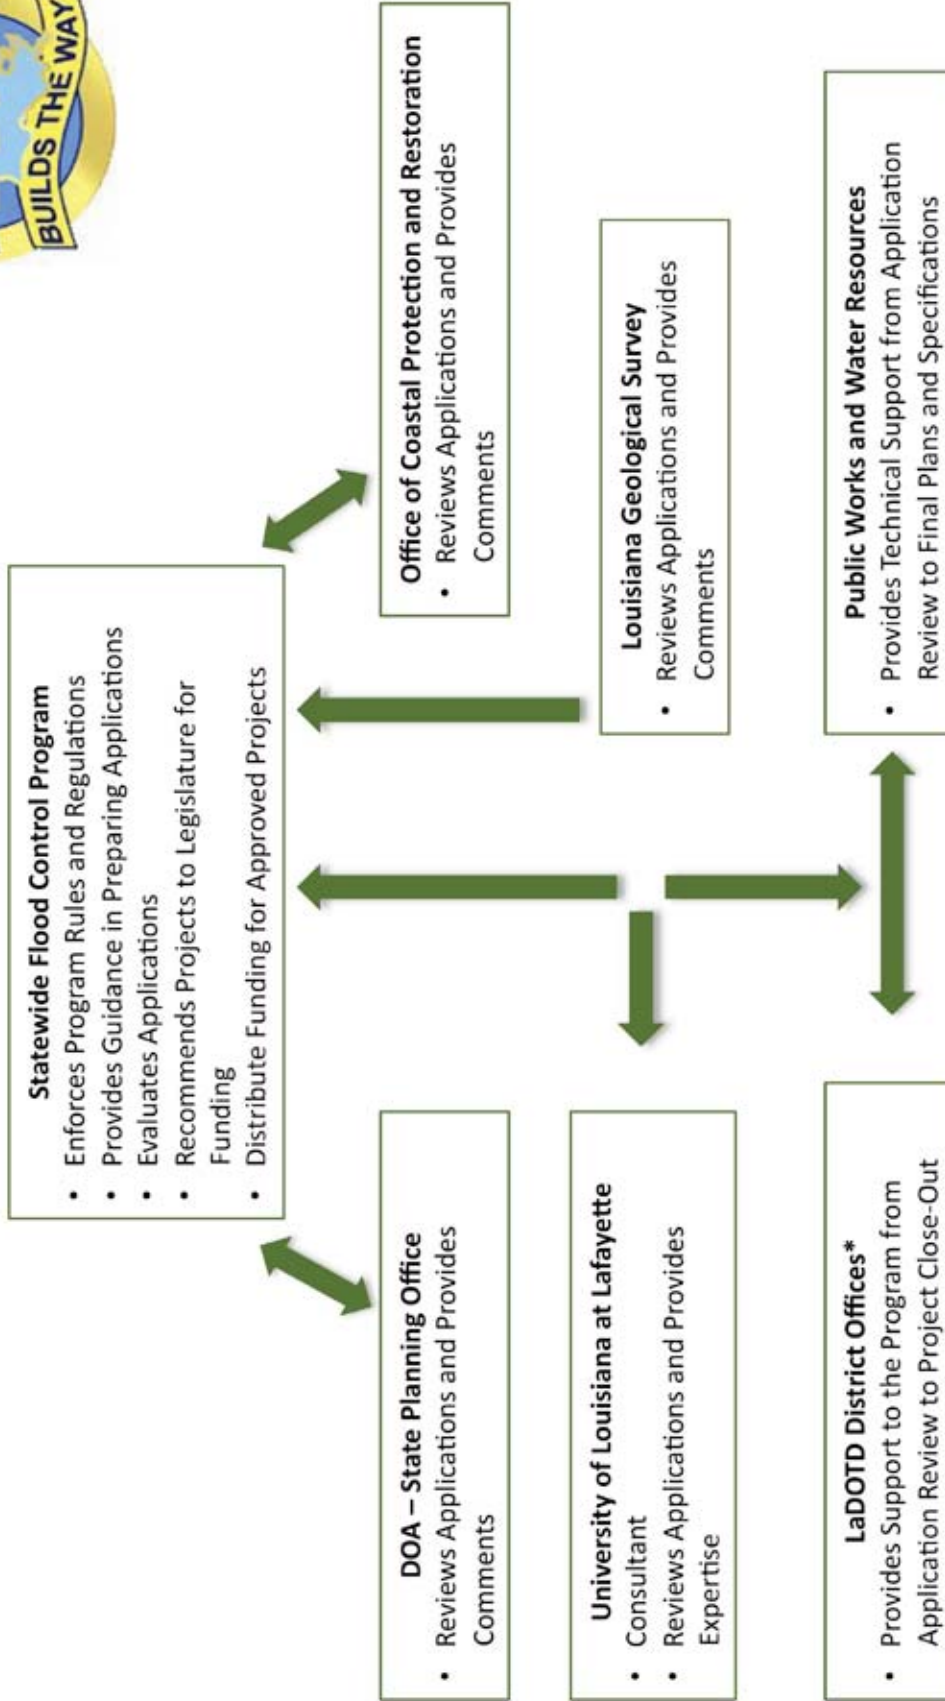 BUILDS THE WAY
Statewide Flood Control Program
• Enforces Program Rules and Regulations
• Provides Guidance in Preparing Applications
• Evaluates Applications
• Recommends Projects to Legislature for
Funding
• Distribute Funding for Approved Projects
DOA – State Planning Office
• Reviews Applications and Provides
Comments
Office of Coastal Protection and Restoration
• Reviews Applications and Provides
Comments
University of Louisiana at Lafayette
• Consultant
• Reviews Applications and Provides
Expertise
Louisiana Geological Survey
• Reviews Applications and Provides
Comments
LaDOTD District Offices*
• Provides Support to the Program from
Application Review to Project Close-Out
Public Works and Water Resources
• Provides Technical Support from Application
Review to Final Plans and Specifications